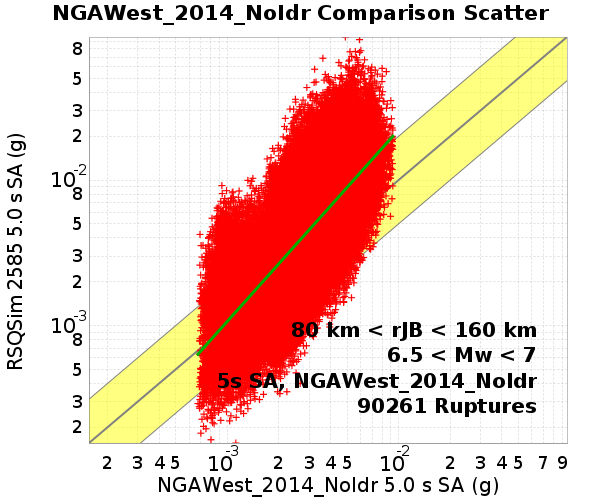 NGAWest_2014_NoIdr Comparison Scatter
RSQSim 2585 5.0 s SA (g)
8
5
3
2
10-2
8
5
3
2
10-3
8
5
3
2
80 km < rJB < 160 km
6.5 < Mw < 7
5s SA, NGAWest_2014_NoIdr
90261 Ruptures
2 3 4 5 10-3 2 3 4 5 10-2 2 3 4 5 7 9
NGAWest_2014_NoIdr 5.0 s SA (g)